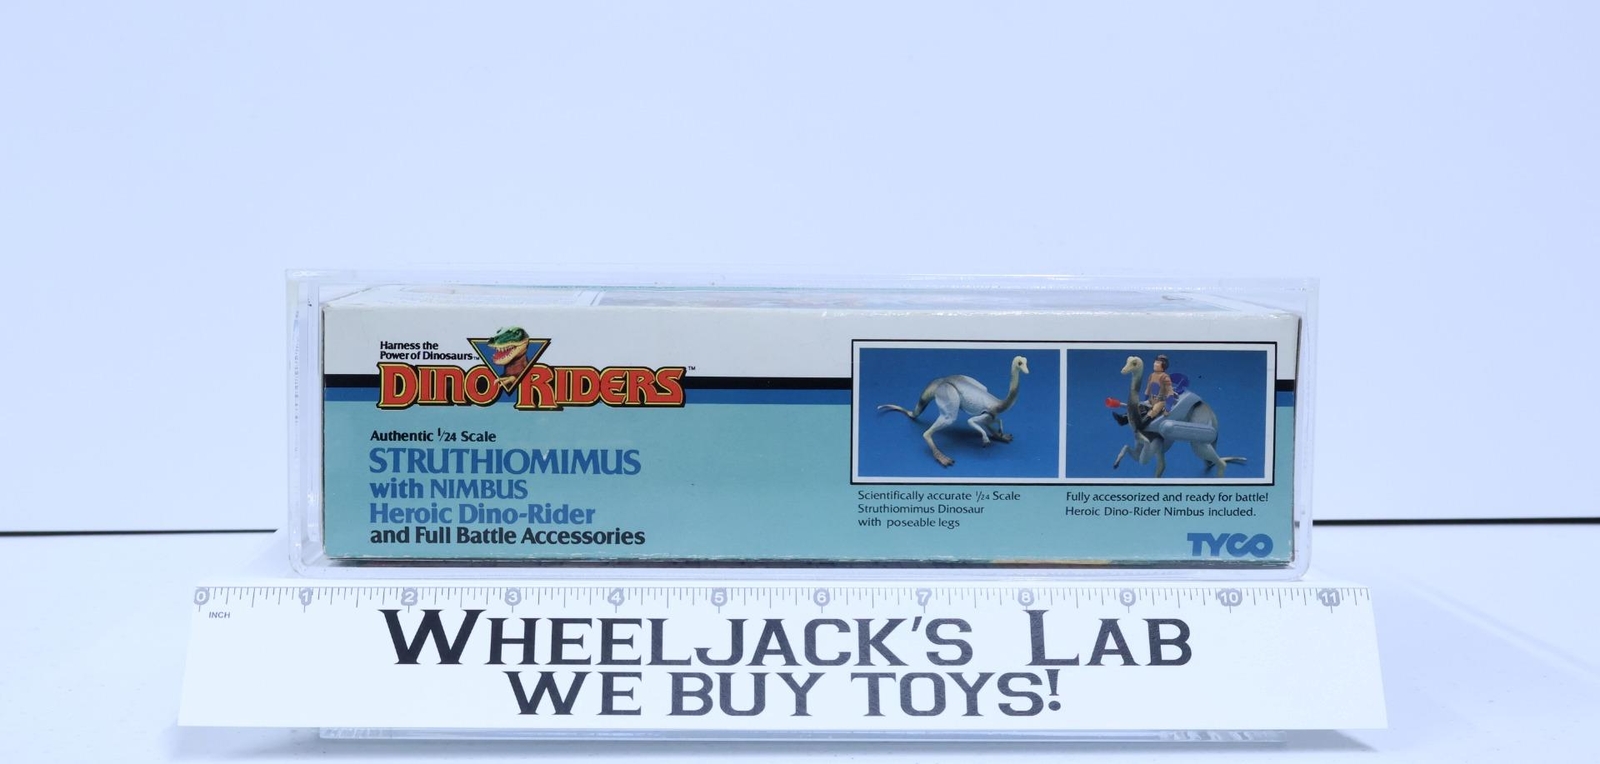 Harness the
Power of Dinosaurs™
DINO RIDERS™
Authentic 1/24 Scale
STRUTHIOMIMUS
with NIMBUS
Heroic Dino-Rider
and Full Battle Accessories
Scientifically accurate 1/24 Scale
Struthiomimus Dinosaur
with poseable legs
Fully accessorized and ready for battle!
Heroic Dino-Rider Nimbus included.
TYCO
0 1 2 3 4 5 6 7 8 9 10 11
INCH
WHEELJACK'S LAB
WE BUY TOYS!